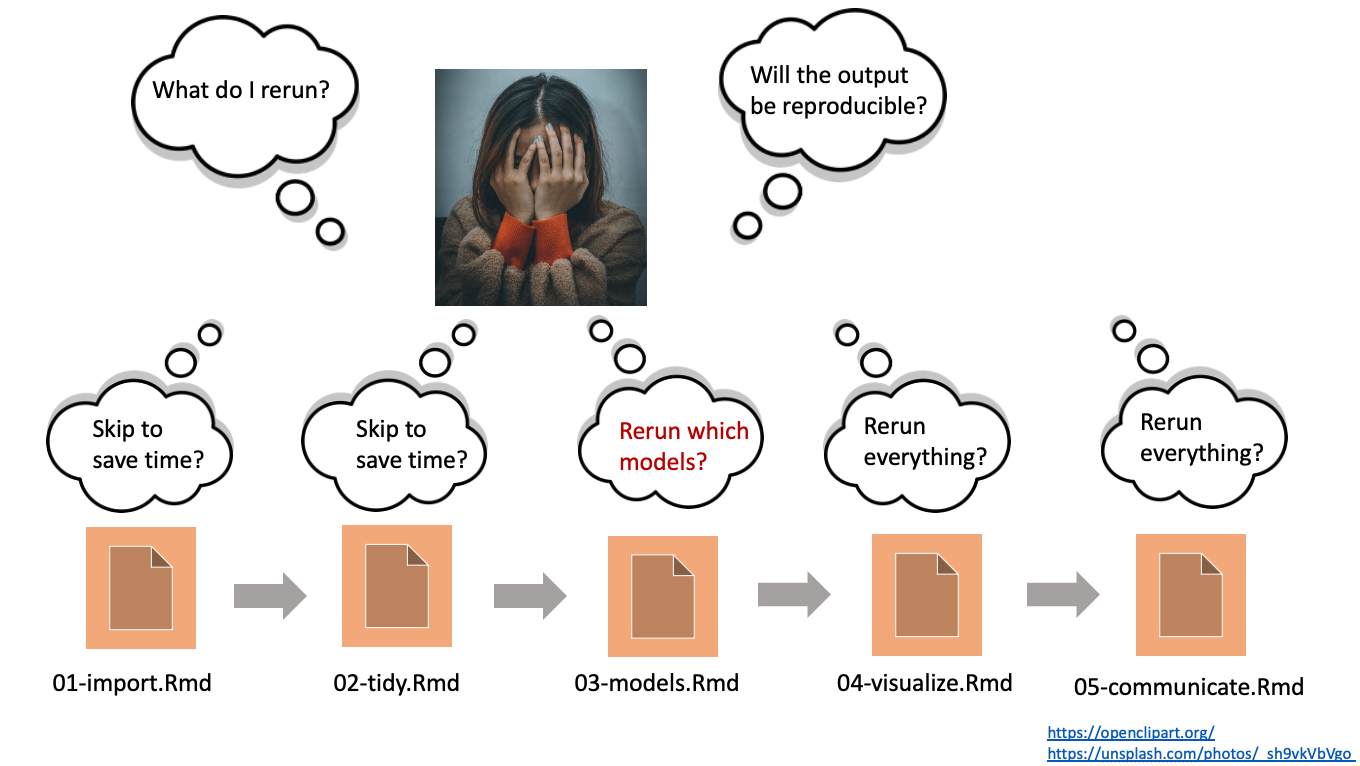 What do I rerun?
Will the output
be reproducible?
Skip to
save time?
Skip to
save time?
Rerun which
models?
Rerun
everything?
Rerun
everything?
01-import.Rmd
02-tidy.Rmd
03-models.Rmd
04-visualize.Rmd
05-communicate.Rmd
https://openclipart.org/
https://unsplash.com/photos/_sh9vkVbVgo